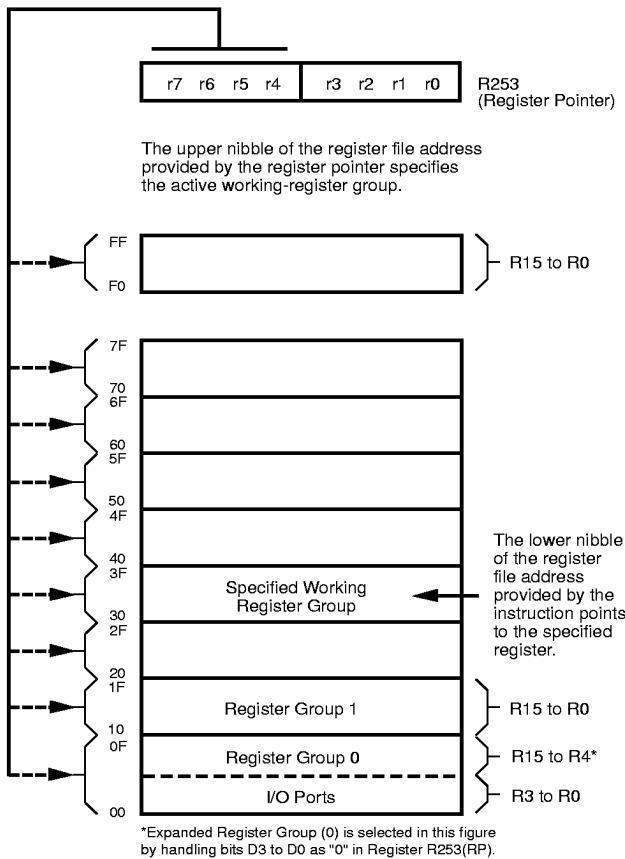 r7 r6 r5 r4 r3 r2 r1 r0
R253
(Register Pointer)
The upper nibble of the register file address
provided by the register pointer specifies
the active working-register group.
FF
F0
R15 to R0
7F
70
6F
60
5F
50
4F
40
3F
Specified Working
Register Group
The lower nibble
of the register
file address
provided by the
instruction points
to the specified
register.
30
2F
20
1F
Register Group 1
R15 to R0
10
0F
Register Group 0
R15 to R4*
I/O Ports
R3 to R0
00
*Expanded Register Group (0) is selected in this figure
by handling bits D3 to D0 as "0" in Register R253(RP).